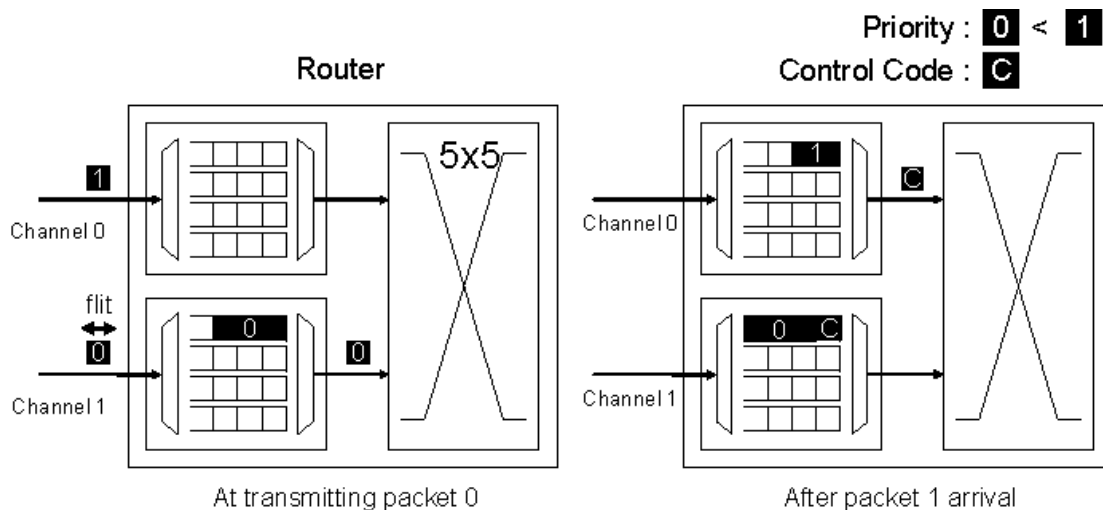 Priority : 0 < 1
Router
Control Code : C
5x5
1
1
C
Channel 0
Channel 0
flit
0
0
0
0 C
Channel 1
Channel 1
At transmitting packet 0
After packet 1 arrival